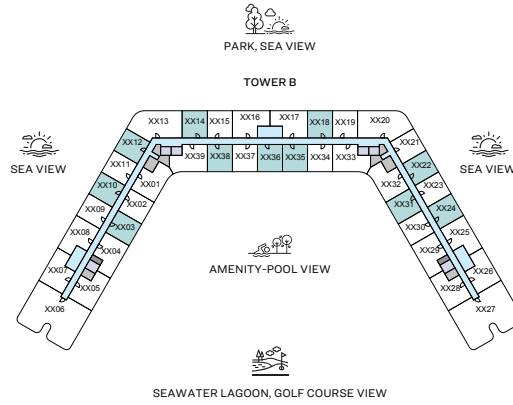 PARK, SEA VIEW
TOWER B
XX13
XX14
XX15
XX16
XX17
XX18
XX19
XX20
XX12
XX39
XX38
XX37
XX36
XX35
XX34
XX33
XX21
SEA VIEW
XX11
XX01
XX32
XX22
SEA VIEW
XX10
XX02
XX31
XX23
XX09
XX03
XX30
XX24
XX08
XX04
XX29
XX25
XX07
XX05
XX28
XX26
XX06
XX27
AMENITY-POOL VIEW
SEAWATER LAGOON, GOLF COURSE VIEW